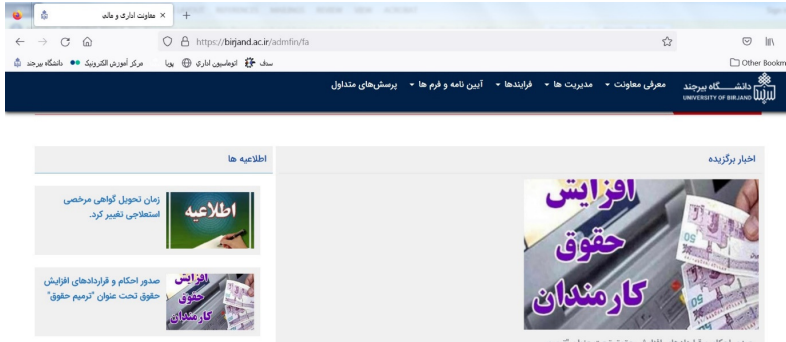 معاونت اداری و مالی
https://birjand.ac.ir/admfin/fa
سدف
اتوماسیون اداری
پویا
مرکز آموزش الکترونیک
دانشگاه بیرجند
Other Bookm
دانشـــــگاه بیرجند
UNIVERSITY OF BIRJAND
معرفی معاونت
مدیریت ها
فرایندها
آیین نامه و فرم ها
پرسش‌های متداول
اخبار برگزیده
افزایش
حقوق
کارمندان
50
اطلاعیه ها
اطلاعیه
زمان تحویل گواهی مرخصی
استعلاجی تغییر کرد.
افزایش
حقوق
کارمندان
صدور احکام و قراردادهای افزایش
حقوق تحت عنوان "ترمیم حقوق"